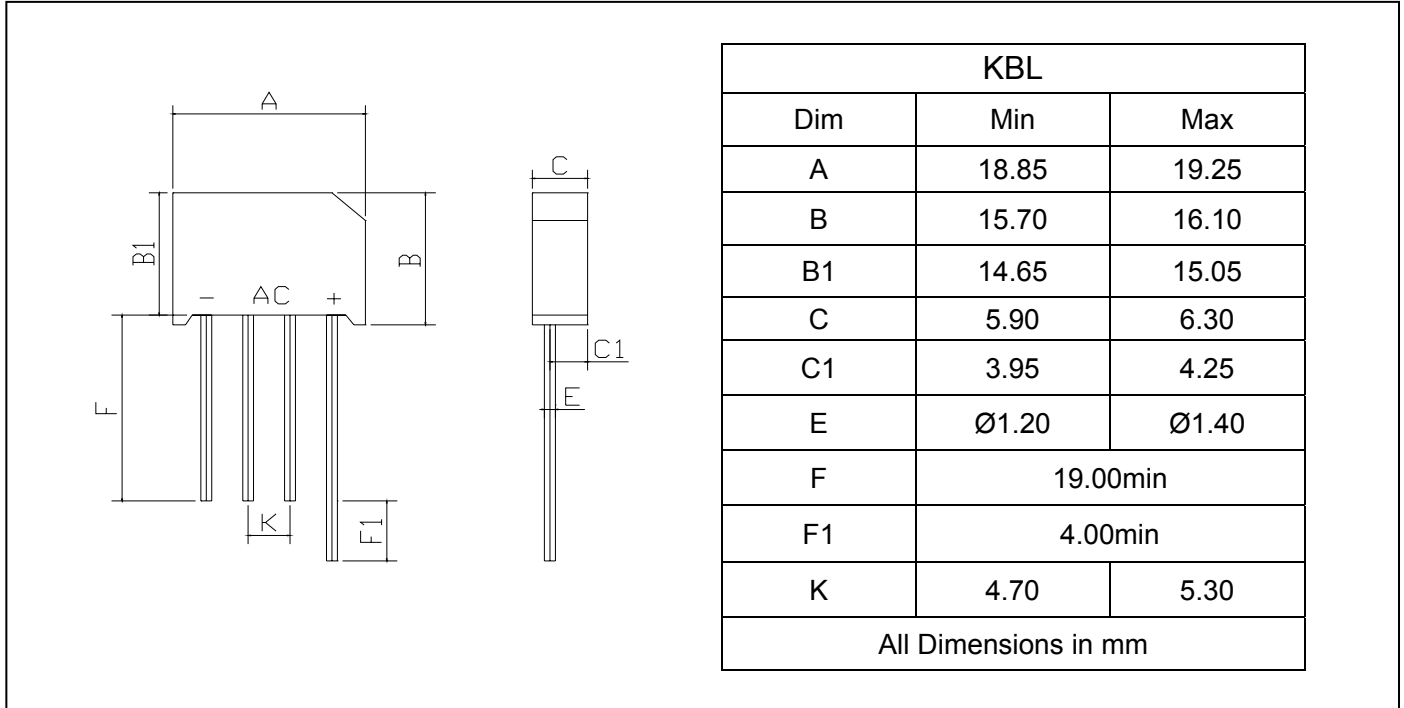 A
B1
B
- AC +
F
K
F1
C
C1
E
KBL
Dim Min Max
A 18.85 19.25
B 15.70 16.10
B1 14.65 15.05
C 5.90 6.30
C1 3.95 4.25
E Ø1.20 Ø1.40
F 19.00min
F1 4.00min
K 4.70 5.30
All Dimensions in mm